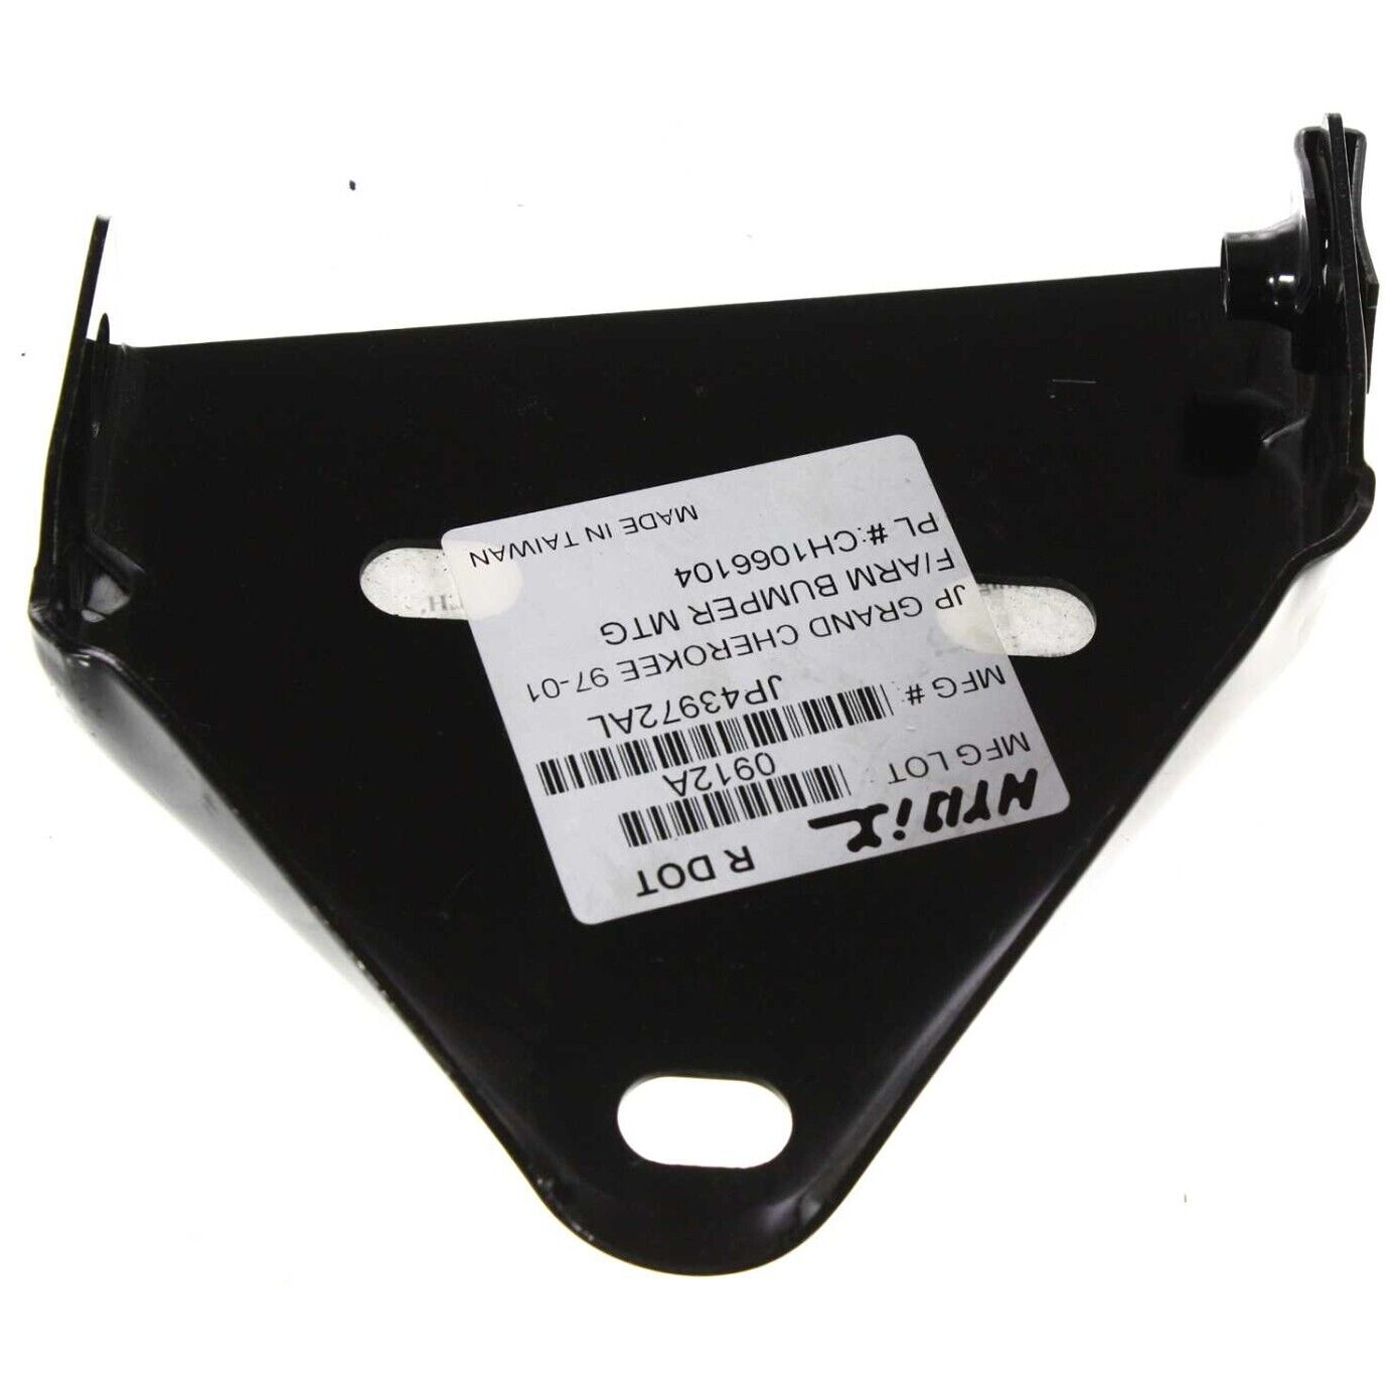 R DOT
MFG LOT : 0912A
MFG #: JP43972AL
JP GRAND CHEROKEE 97-01
F/ARM BUMPER MTG
PL #:CH1066104
MADE IN TAIWAN